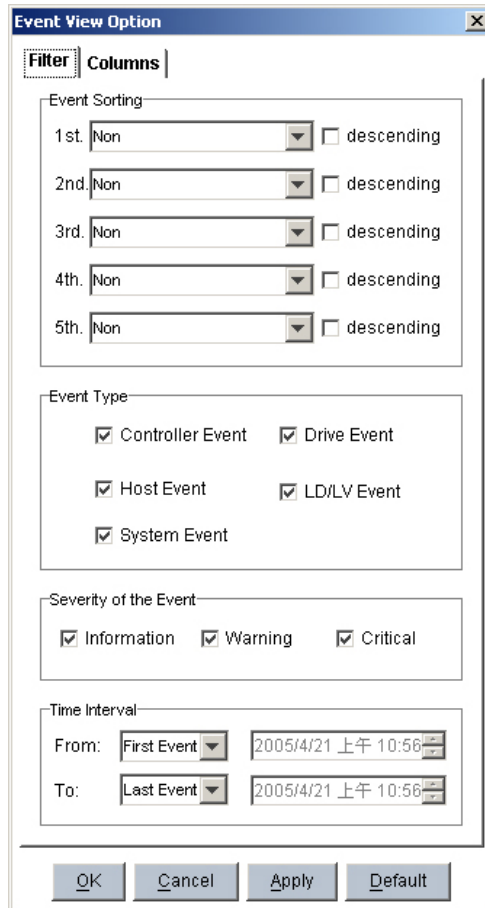 Event View Option
Filter Columns
Event Sorting
1st. Non descending
2nd. Non descending
3rd. Non descending
4th. Non descending
5th. Non descending
Event Type
Controller Event Drive Event
Host Event LD/LV Event
System Event
Severity of the Event
Information Warning Critical
Time Interval
From: First Event 2005/4/21 上午 10:56
To: Last Event 2005/4/21 上午 10:56
OK Cancel Apply Default